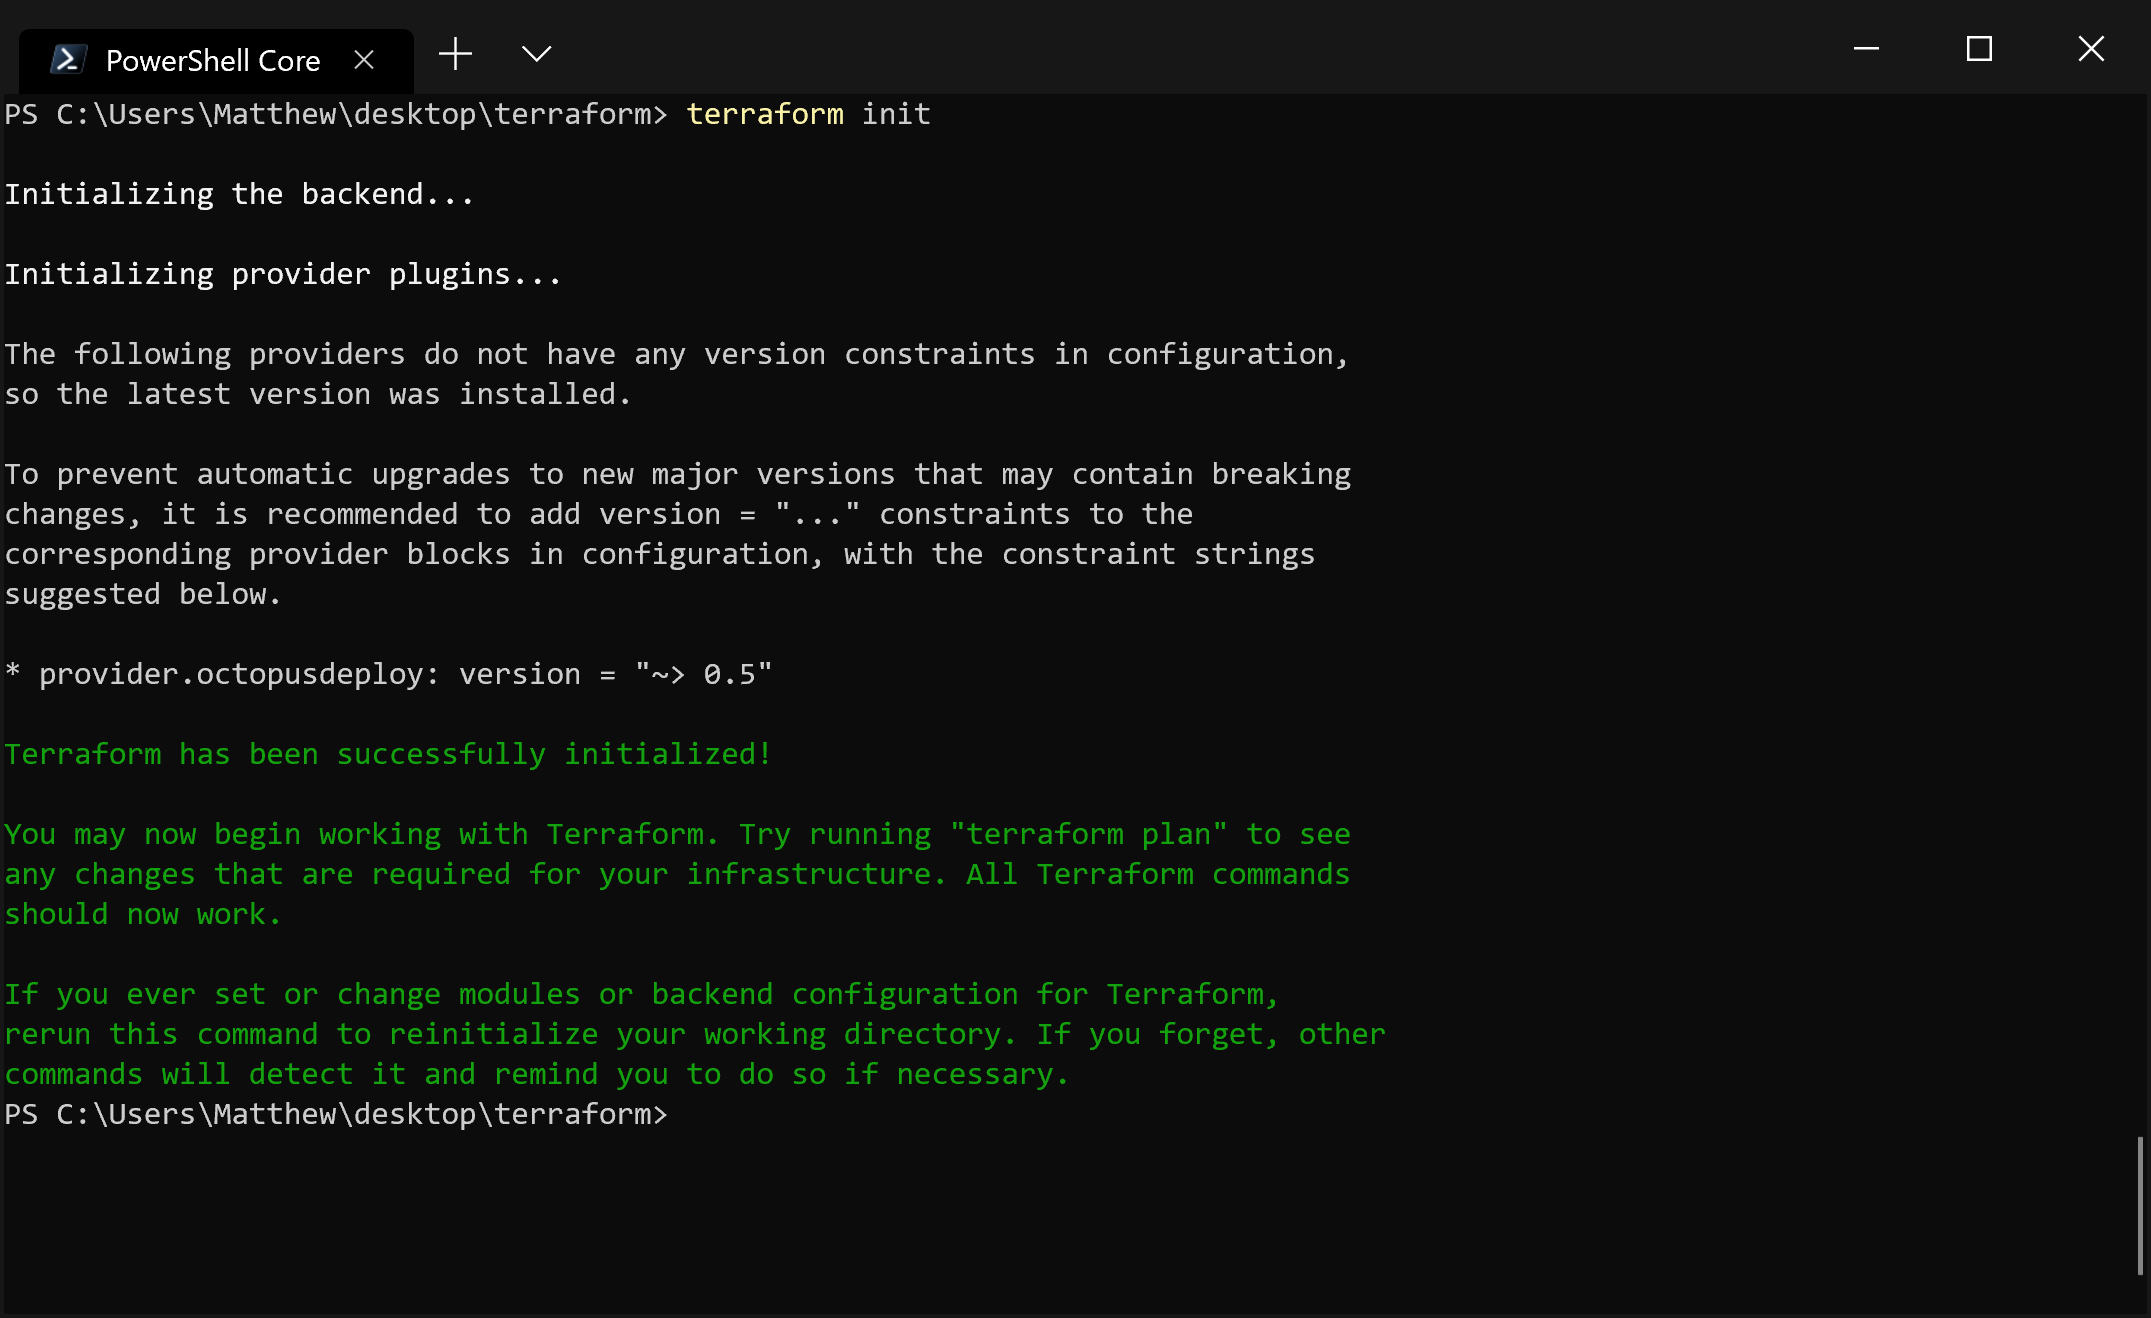 PowerShell Core
PS C:\Users\Matthew\desktop\terraform> terraform init
Initializing the backend...
Initializing provider plugins...
The following providers do not have any version constraints in configuration,
so the latest version was installed.
To prevent automatic upgrades to new major versions that may contain breaking
changes, it is recommended to add version = "..." constraints to the
corresponding provider blocks in configuration, with the constraint strings
suggested below.
* provider.octopusdeploy: version = "~> 0.5"
Terraform has been successfully initialized!
You may now begin working with Terraform. Try running "terraform plan" to see
any changes that are required for your infrastructure. All Terraform commands
should now work.
If you ever set or change modules or backend configuration for Terraform,
rerun this command to reinitialize your working directory. If you forget, other
commands will detect it and remind you to do so if necessary.
PS C:\Users\Matthew\desktop\terraform>